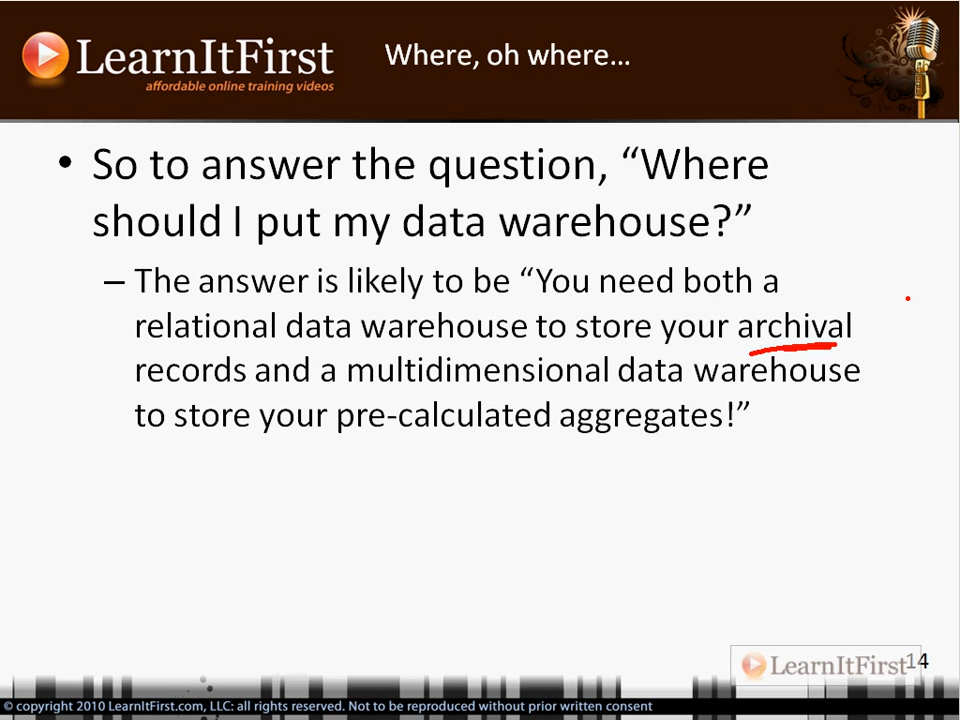 LearnItFirst
affordable online training videos
Where, oh where…
• So to answer the question, “Where
should I put my data warehouse?”
– The answer is likely to be “You need both a
relational data warehouse to store your archival
records and a multidimensional data warehouse
to store your pre-calculated aggregates!”
LearnItFirst
14
© copyright 2010 LearnItFirst.com, LLC: all rights reserved. Not to be reproduced without prior written consent